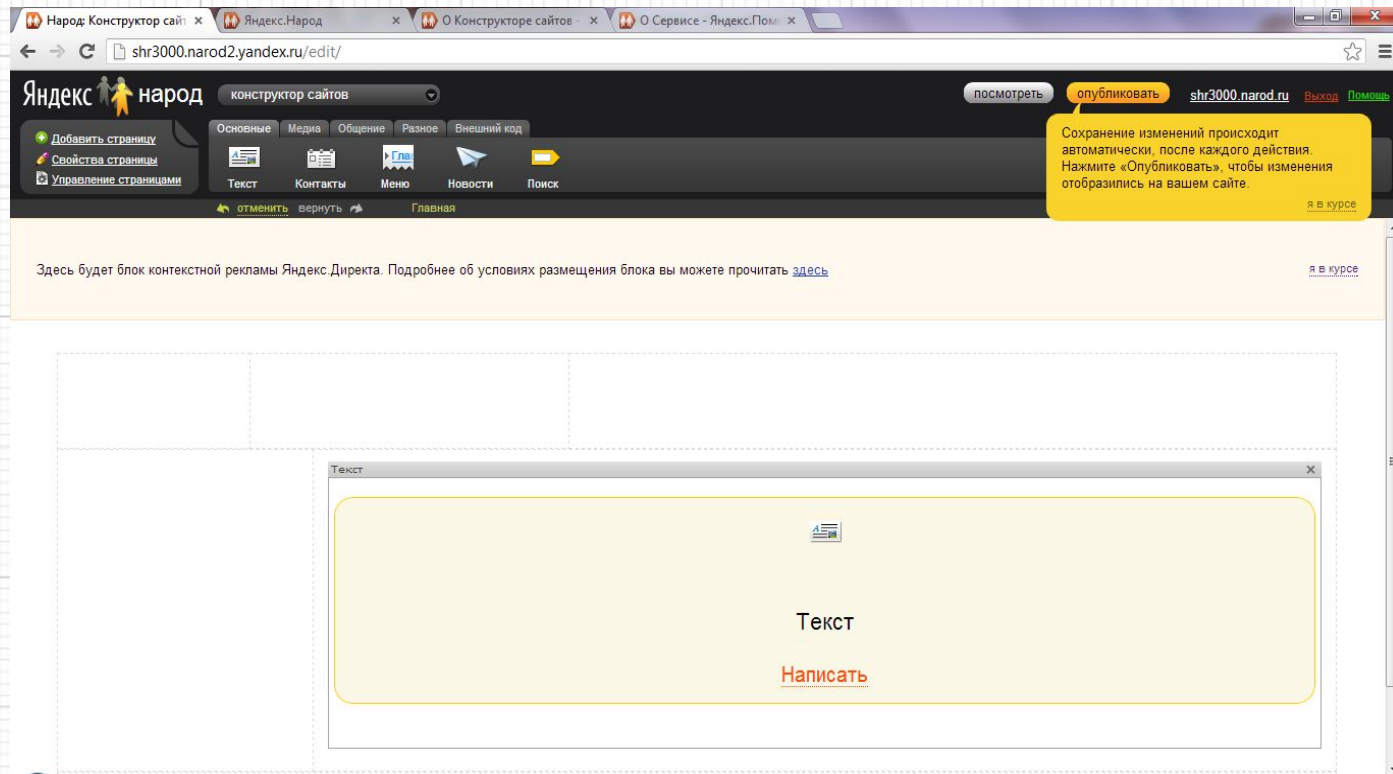 Народ: Конструктор сайт
Яндекс.Народ
О Конструкторе сайтов -
О Сервисе - Яндекс.Пом
shr3000.narod2.yandex.ru/edit/
Яндекс народ
конструктор сайтов
посмотреть
опубликовать
shr3000.narod.ru
Выход
Помощь
Добавить страницу
Свойства страницы
Управление страницами
Основные Медиа Общение Разное Внешний код
Гла
Текст Контакты Меню Новости Поиск
отменить вернуть Главная
Сохранение изменений происходит
автоматически, после каждого действия.
Нажмите «Опубликовать», чтобы изменения
отобразились на вашем сайте.
я в курсе
Здесь будет блок контекстной рекламы Яндекс.Директа. Подробнее об условиях размещения блока вы можете прочитать здесь
я в курсе
Текст
Текст
Написать